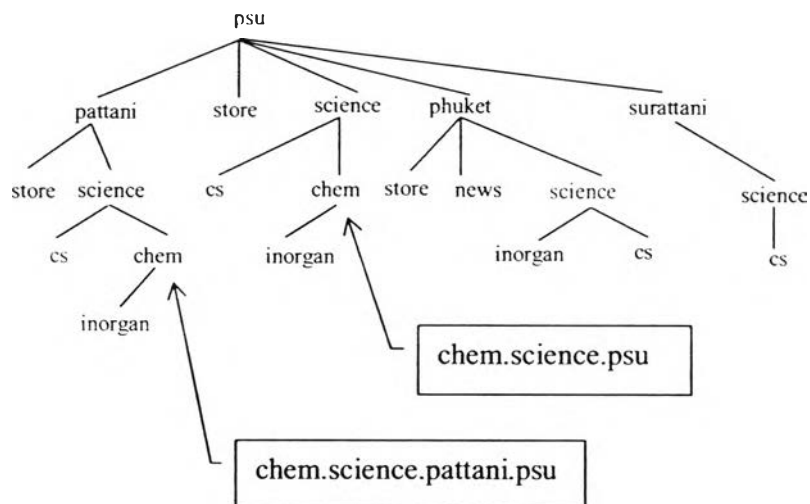 psu
pattani store science phuket surattani
store science cs chem store news science science
cs chem inorgan inorgan cs cs
inorgan
chem.science.psu
chem.science.pattani.psu